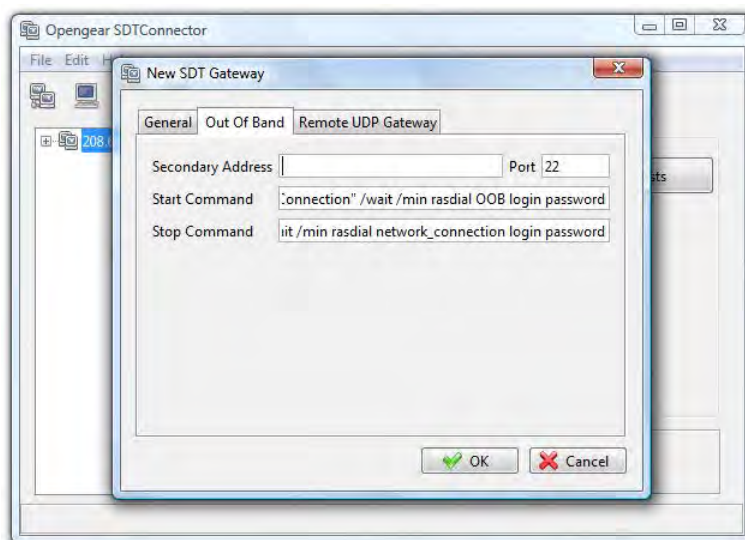 Opengear SDTConnector
File Edit
New SDT Gateway
General Out Of Band Remote UDP Gateway
208.
Secondary Address Port 22
Start Command :onnection" /wait /min rasdial OOB login password
Stop Command /min rasdial network_connection login password
OK Cancel